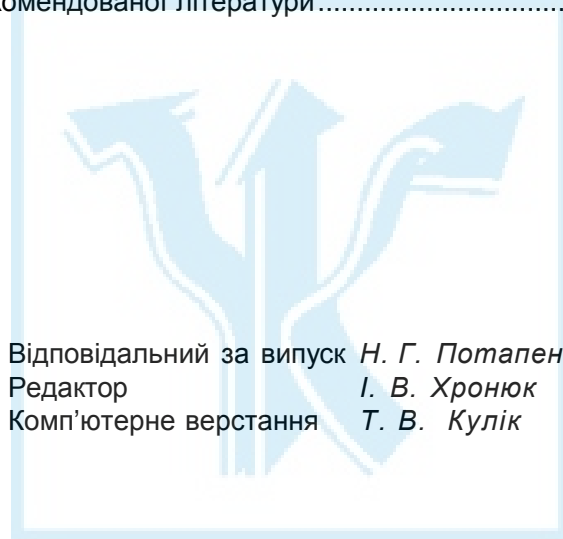 комендованої літератури................................
Відповідальний за випуск Н. Г. Потапен
Редактор І. В. Хронюк
Комп’ютерне верстання Т. В. Кулік